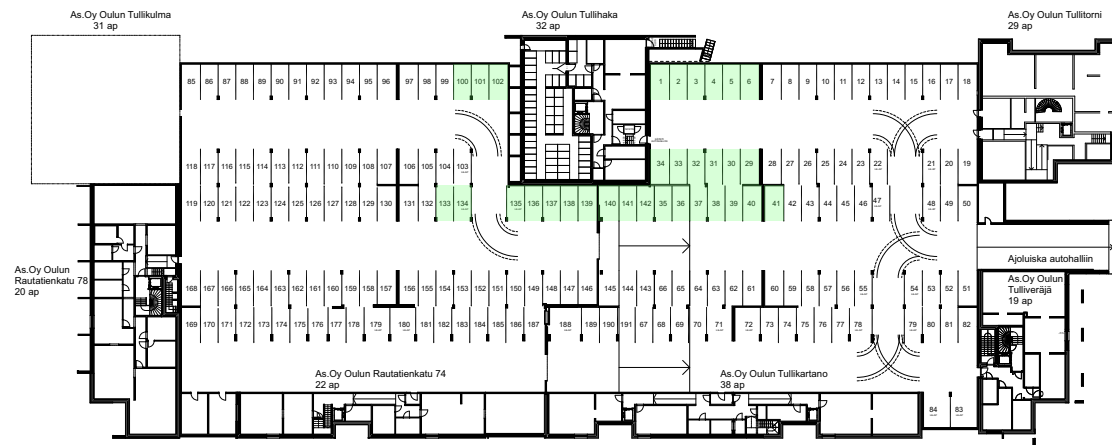 As.Oy Oulun Tullikulma
31 ap
As.Oy Oulun Tullihaka
32 ap
As.Oy Oulun Tullitorni
29 ap
85 86 87 88 89 90 91 92 93 94 95 96 97 98 99 100 101 102
1 2 3 4 5 6 7 8 9 10 11 12 13 14 15 16 17 18
118 117 116 115 114 113 112 111 110 109 108 107 106 105 104 103
34 33 32 31 30 29 28 27 26 25 24 23 22 21 20 19
119 120 121 122 123 124 125 126 127 128 129 130 131 132 133 134 135 136 137 138 139 140 141 142 35 36 37 38 39 40 41 42 43 44 45 46 47 48 49 50
Ajoluiska autohalliin
As.Oy Oulun
Rautatienkatu 78
20 ap
As.Oy Oulun
Tulliveräjä
19 ap
168 167 166 165 164 163 162 161 160 159 158 157 156 155 154 153 152 151 150 149 148 147 146 145 144 143 66 65 64 63 62 61 60 59 58 57 56 55 54 53 52 51
169 170 171 172 173 174 175 176 177 178 179 180 181 182 183 184 185 186 187 188 189 190 191 67 68 69 70 71 72 73 74 75 76 77 78 79 80 81 82
As.Oy Oulun Rautatienkatu 74
22 ap
As.Oy Oulun Tullikartano
38 ap
84 83